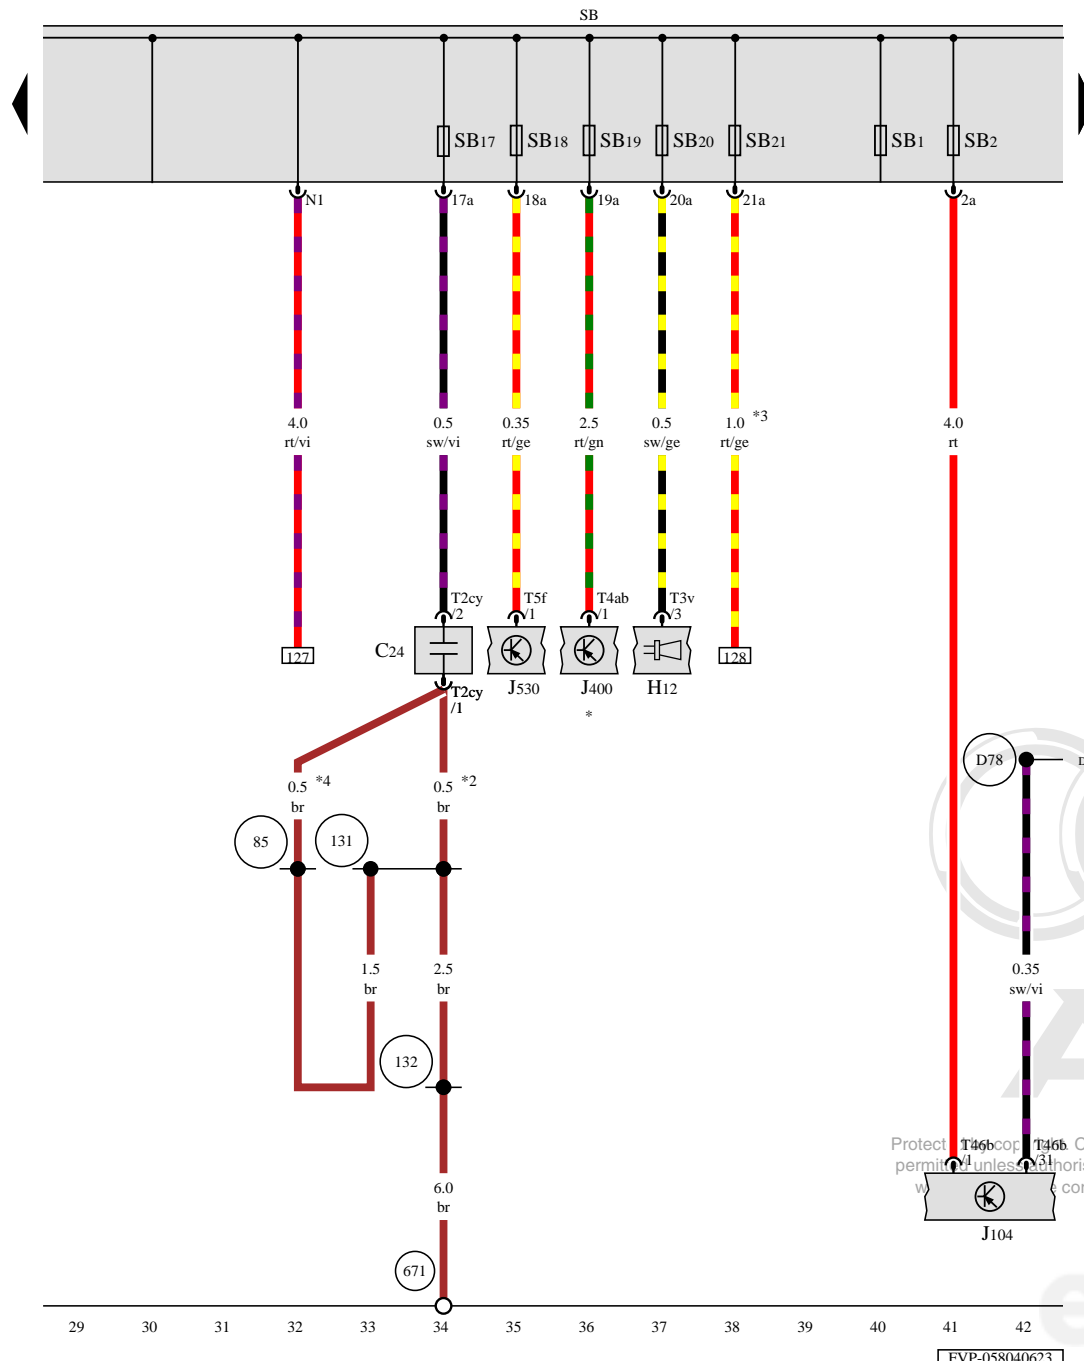 SB
SB17 SB18 SB19 SB20 SB21 SB1 SB2
N1 17a 18a 19a 20a 21a 2a
4.0 0.5 0.35 2.5 0.5 1.0 *3 4.0
rt/vi sw/vi rt/ge rt/gn sw/ge rt/ge rt
T2cy T5f T4ab T3v
/2 /1 /1 /3
C24
127 128
J530 J400 H12
T2cy
/1
*
D78
0.5 *4 0.5 *2
br br
85 131
1.5 2.5 0.35
br br sw/vi
132
T46b T46b
/1 /31
6.0
br
J104
671
29 30 31 32 33 34 35 36 37 38 39 40 41 42